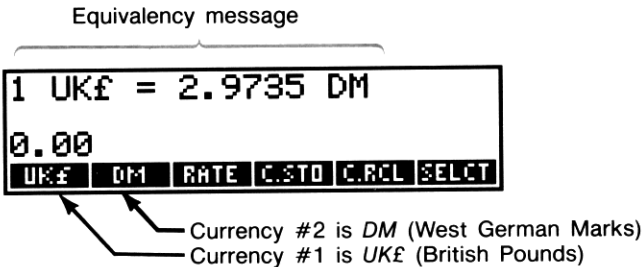 Equivalency message
1 UK£ = 2.9735 DM
0.00
UK£ DM RATE C.STO C.RCL SELCT
Currency #2 is DM (West German Marks)
Currency #1 is UK£ (British Pounds)